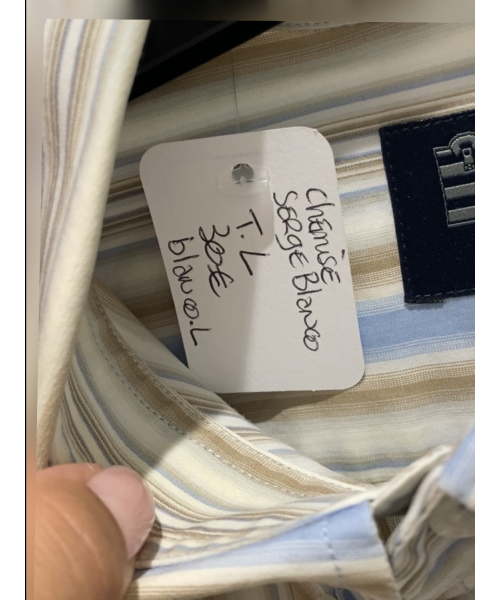 chemise
Serge Blanco
T.L
30€
blanco.L